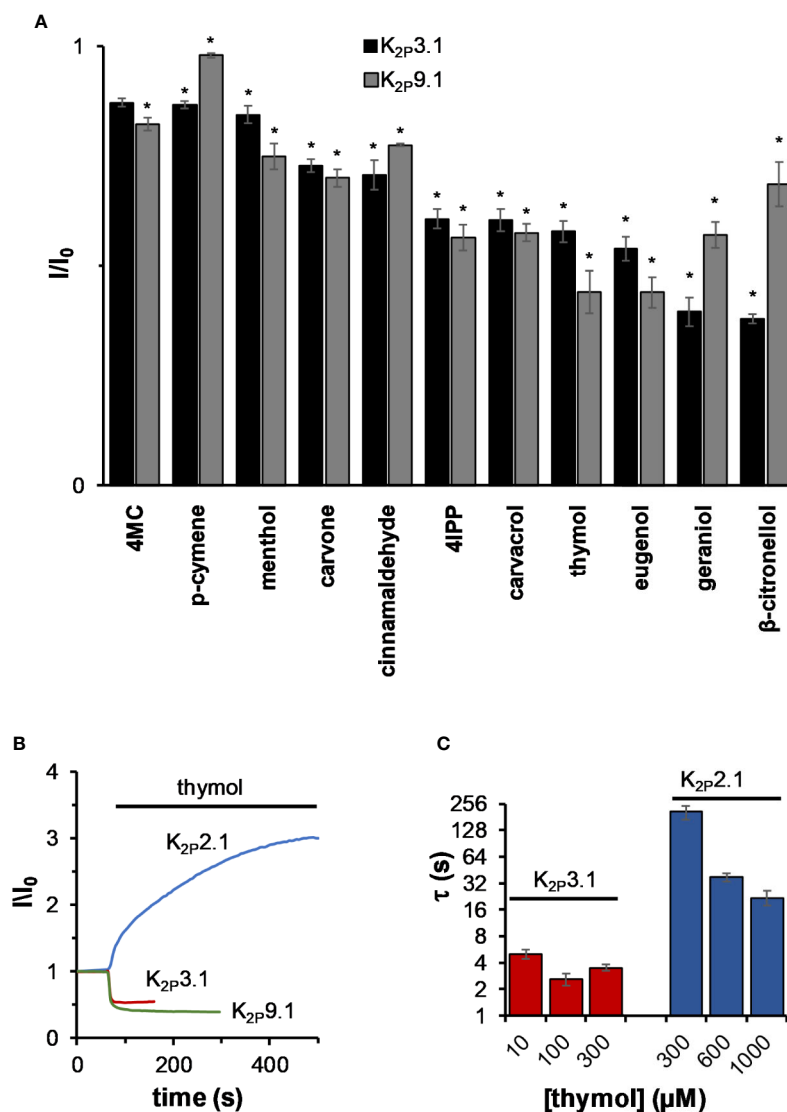 A
1
0
I/I0
K2P3.1
K2P9.1
* * * * * * * * * * * * * * * * * * * * *
4MC
p-cymene
menthol
carvone
cinnamaldehyde
4IPP
carvacrol
thymol
eugenol
geraniol
β-citronellol
B
4
3
2
1
0
I\I0
thymol
K2P2.1
K2P3.1
K2P9.1
0 200 400
time (s)
C
256
128
64
32
16
8
4
2
1
τ (s)
K2P3.1
K2P2.1
10 100 300 300 600 1000
[thymol] (µM)